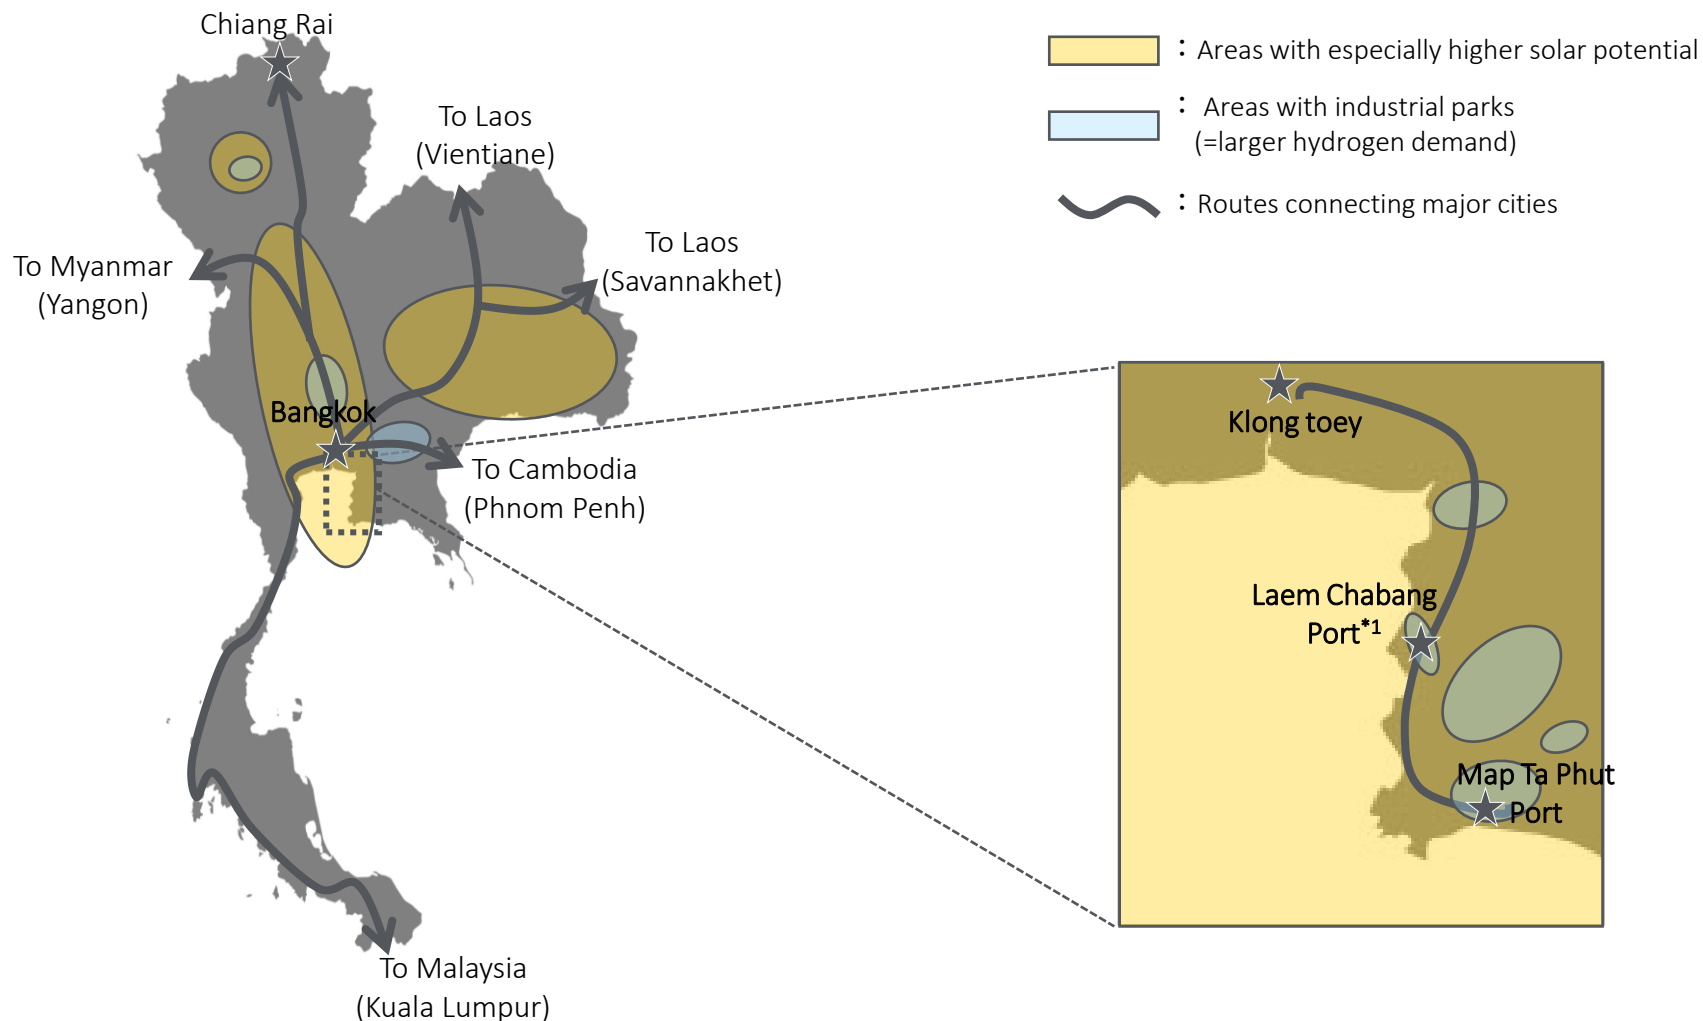 Chiang Rai
To Laos
(Vientiane)
To Laos
(Savannakhet)
To Myanmar
(Yangon)
Bangkok
To Cambodia
(Phnom Penh)
To Malaysia
(Kuala Lumpur)
: Areas with especially higher solar potential
: Areas with industrial parks
(=larger hydrogen demand)
: Routes connecting major cities
Klong toey
Laem Chabang
Port*1
Map Ta Phut
Port